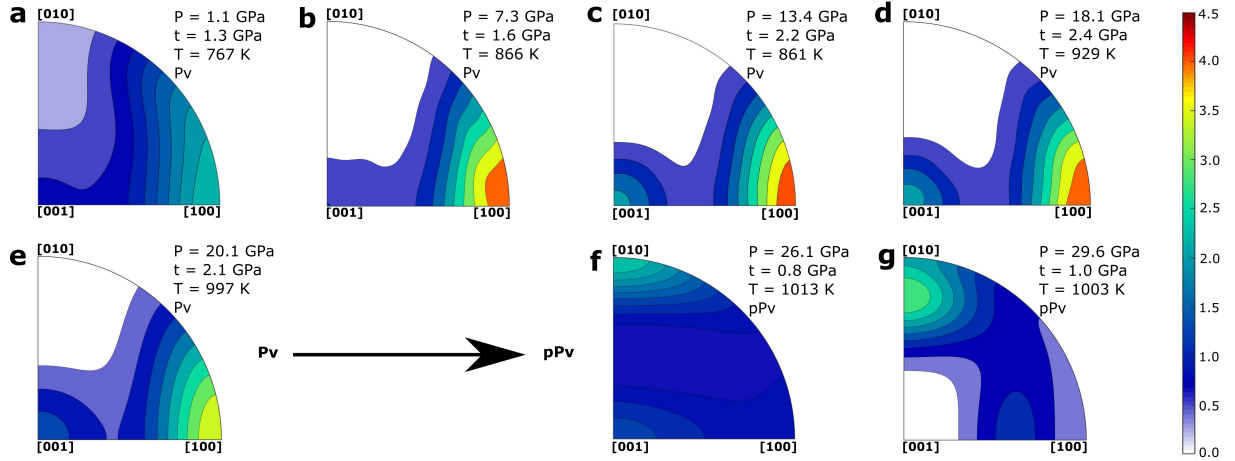 a
[010]
P = 1.1 GPa
t = 1.3 GPa
T = 767 K
Pv
[001]
[100]
b
[010]
P = 7.3 GPa
t = 1.6 GPa
T = 866 K
Pv
[001]
[100]
c
[010]
P = 13.4 GPa
t = 2.2 GPa
T = 861 K
Pv
[001]
[100]
d
[010]
P = 18.1 GPa
t = 2.4 GPa
T = 929 K
Pv
[001]
[100]
e
[010]
P = 20.1 GPa
t = 2.1 GPa
T = 997 K
Pv
[001]
[100]
Pv
pPv
f
[010]
P = 26.1 GPa
t = 0.8 GPa
T = 1013 K
pPv
[001]
[100]
g
[010]
P = 29.6 GPa
t = 1.0 GPa
T = 1003 K
pPv
[001]
[100]
4.5
4.0
3.5
3.0
2.5
2.0
1.5
1.0
0.5
0.0